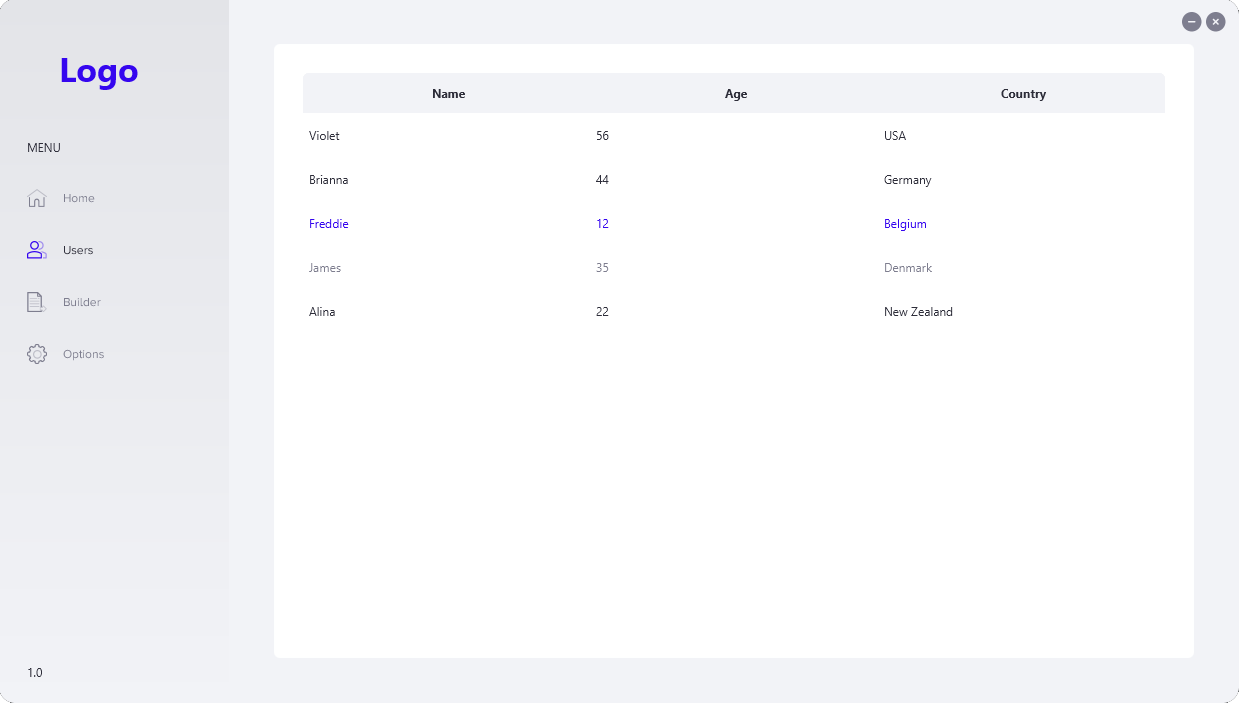 Logo
MENU
Home
Users
Builder
Options
1.0
Name Age Country
Violet 56 USA
Brianna 44 Germany
Freddie 12 Belgium
James 35 Denmark
Alina 22 New Zealand